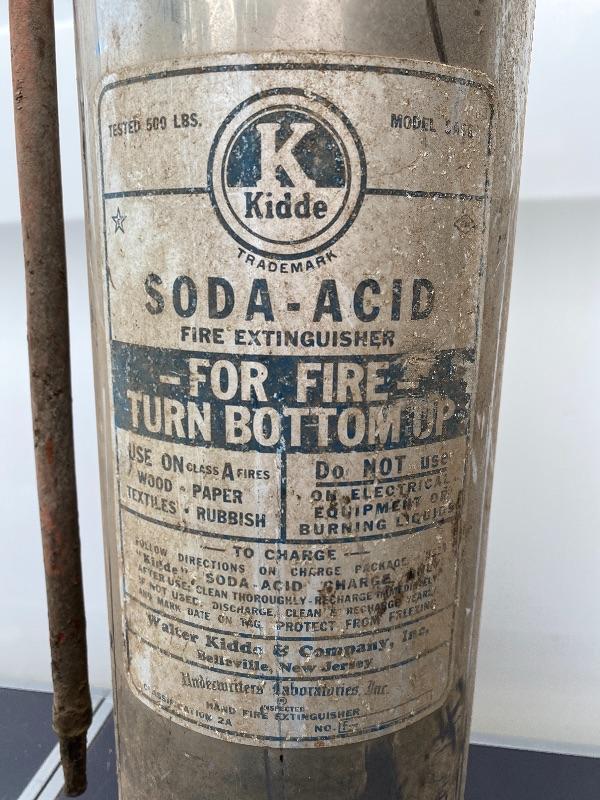 TESTED 500 LBS.
MODEL
K
Kidde
TRADEMARK
SODA-ACID
FIRE EXTINGUISHER
- FOR FIRE -
TURN BOTTOM UP
USE ON CLASS A FIRES
WOOD • PAPER
TEXTILES • RUBBISH
DO NOT use
ON ELECTRICAL
EQUIPMENT OR
BURNING LIQUIDS
— TO CHARGE —
FOLLOW DIRECTIONS ON CHARGE PACKAGE. USE
"Kidde" SODA-ACID CHARGE ONLY
AFTER USE, CLEAN THOROUGHLY-RECHARGE IMMEDIATELY
IF NOT USED, DISCHARGE, CLEAN & RECHARGE YEARLY
AND MARK DATE ON TAG. PROTECT FROM FREEZING
Walter Kidde & Company, Inc.
Belleville, New Jersey
Underwriters' Laboratories, Inc.
INSPECTED
HAND FIRE EXTINGUISHER
CLASSIFICATION 2A
NO.